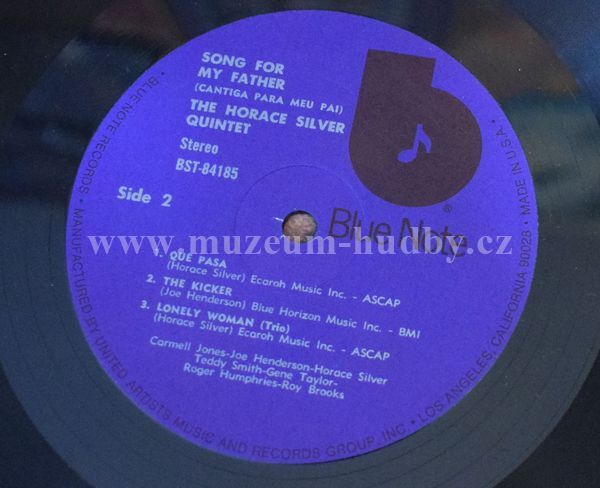 SONG FOR
MY FATHER
(CANTIGA PARA MEU PAI)
THE HORACE SILVER
QUINTET
Stereo
BST-84185
Side 2
b
®
Blue Note
www.muzeum-hudby.cz
1. QUE PASA
(Horace Silver) Ecaroh Music Inc. - ASCAP
2. THE KICKER
(Joe Henderson) Blue Horizon Music Inc. - BMI
3. LONELY WOMAN (Trio)
(Horace Silver) Ecaroh Music Inc. - ASCAP
Carmell Jones-Joe Henderson-Horace Silver
Teddy Smith-Gene Taylor-
Roger Humphries-Roy Brooks
• BLUE NOTE RECORDS • MANUFACTURED BY UNITED ARTISTS MUSIC AND RECORDS GROUP, INC. • LOS ANGELES, CALIFORNIA 90028 • MADE IN U.S.A. •